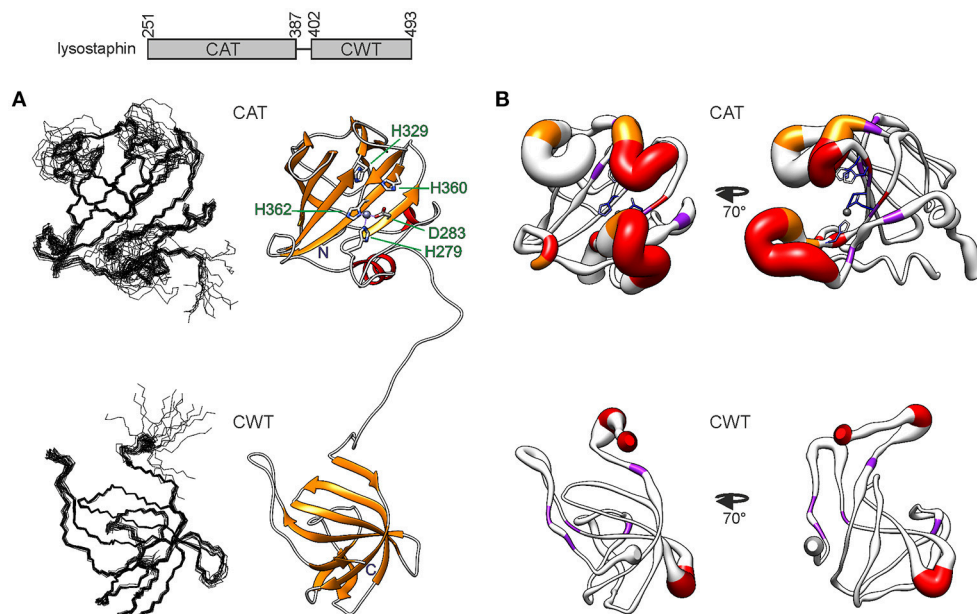 251 387 402 493
lysostaphin CAT CWT
A CAT B CAT
H329
H360
H362
D283
N H279
70°
CWT CWT
70°
C